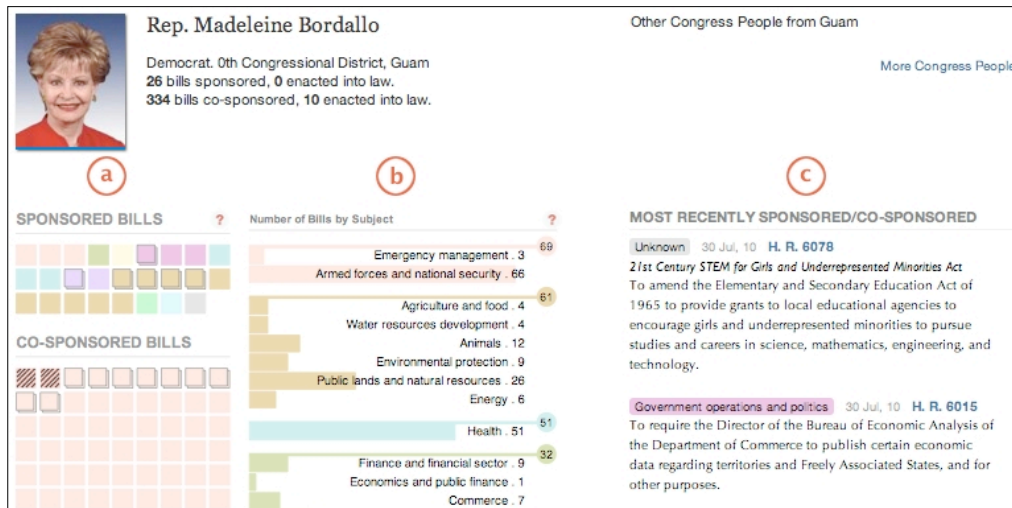 Rep. Madeleine Bordallo
Democrat. 0th Congressional District, Guam
26 bills sponsored, 0 enacted into law.
334 bills co-sponsored, 10 enacted into law.
Other Congress People from Guam
More Congress People
a
b
c
SPONSORED BILLS ?
CO-SPONSORED BILLS
Number of Bills by Subject ?
69
Emergency management . 3
Armed forces and national security . 66
61
Agriculture and food . 4
Water resources development . 4
Animals . 12
Environmental protection . 9
Public lands and natural resources . 26
Energy . 6
51
Health . 51
32
Finance and financial sector . 9
Economics and public finance . 1
Commerce . 7
MOST RECENTLY SPONSORED/CO-SPONSORED
Unknown 30 Jul, 10 H. R. 6078
21st Century STEM for Girls and Underrepresented Minorities Act
To amend the Elementary and Secondary Education Act of
1965 to provide grants to local educational agencies to
encourage girls and underrepresented minorities to pursue
studies and careers in science, mathematics, engineering, and
technology.
Government operations and politics 30 Jul, 10 H. R. 6015
To require the Director of the Bureau of Economic Analysis of
the Department of Commerce to publish certain economic
data regarding territories and Freely Associated States, and for
other purposes.